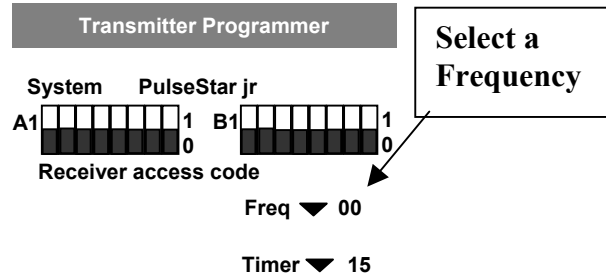 Transmitter Programmer
Select a
Frequency
System PulseStar jr
A1 1 B1 1
0 0
Receiver access code
Freq 00
Timer 15